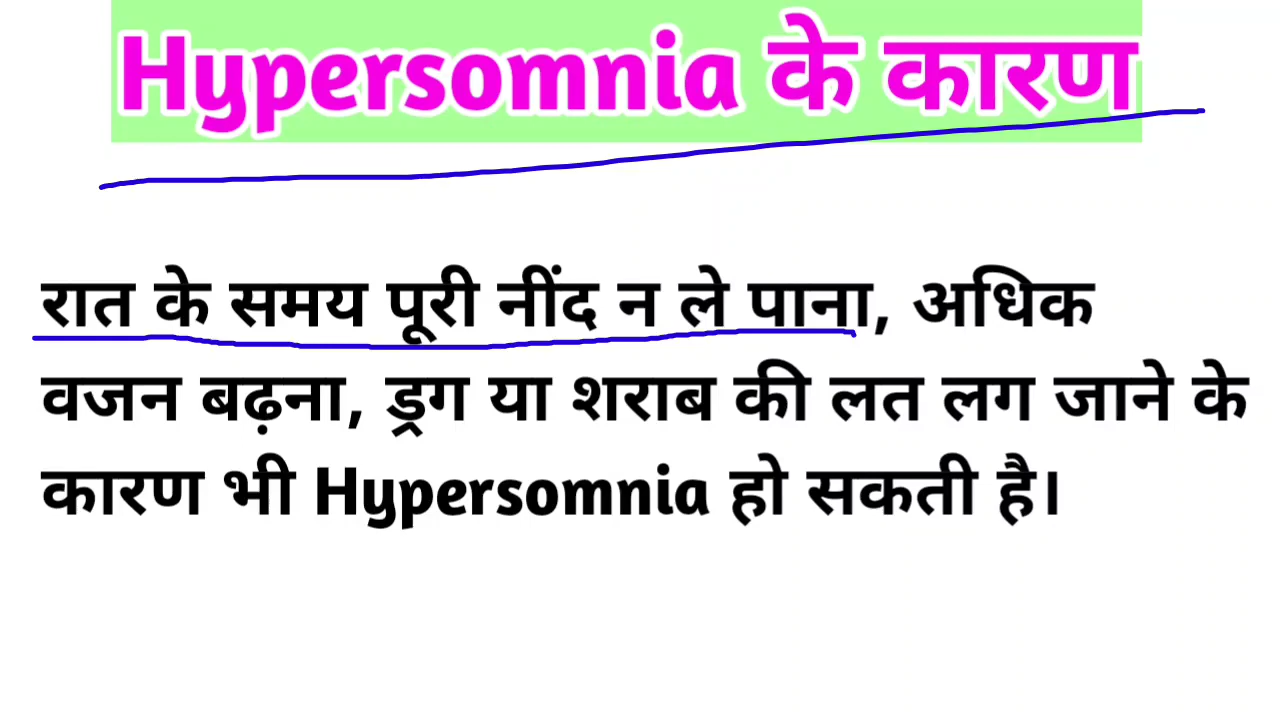 Hypersomnia के कारण
रात के समय पूरी नींद न ले पाना, अधिक
वजन बढ़ना, ड्रग या शराब की लत लग जाने के
कारण भी Hypersomnia हो सकती है।